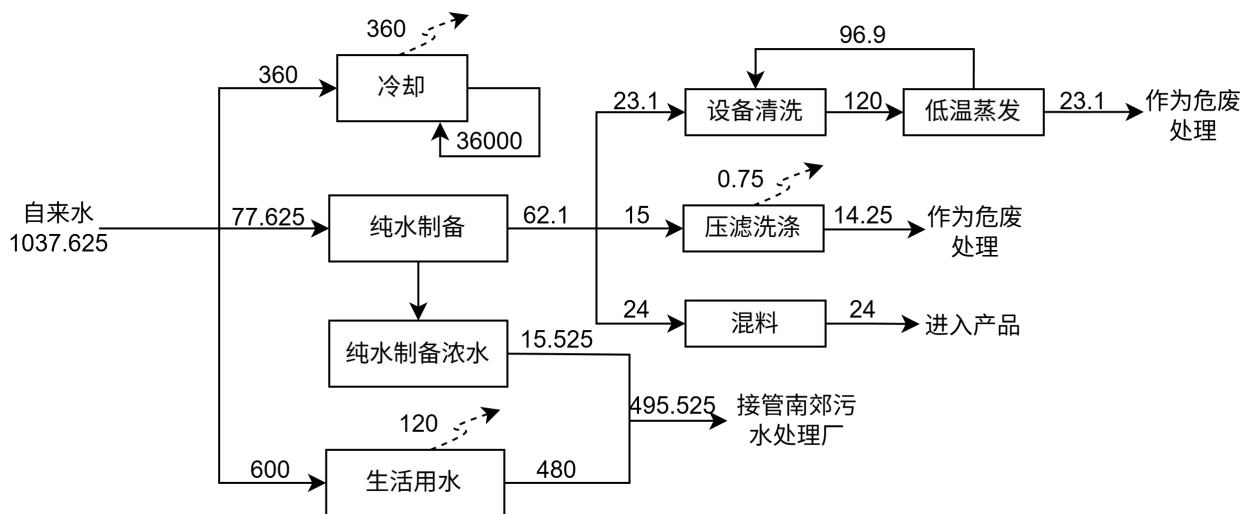 360
96.9
360
冷却
23.1
设备清洗
120
低温蒸发
23.1
作为危废
处理
36000
0.75
自来水
1037.625
77.625
纯水制备
62.1
15
压滤洗涤
14.25
作为危废
处理
24
混料
24
进入产品
纯水制备浓水
15.525
495.525
接管南郊污
水处理厂
120
600
生活用水
480